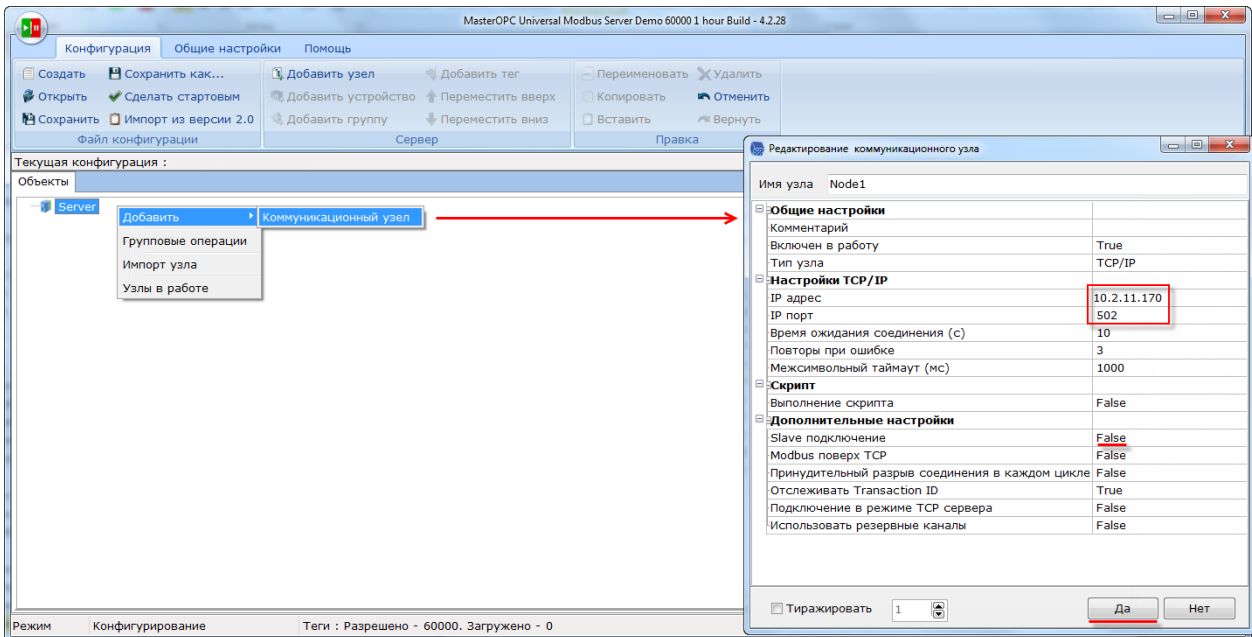 MasterOPC Universal Modbus Server Demo 60000 1 hour Build - 4.2.28
Конфигурация Общие настройки Помощь
Создать Сохранить как... Добавить узел Добавить тег Переименовать Удалить
Открыть Сделать стартовым Добавить устройство Переместить вверх Копировать Отменить
Сохранить Импорт из версии 2.0 Добавить группу Переместить вниз Вставить Вернуть
Файл конфигурации Сервер Правка
Текущая конфигурация :
Объекты
Server
Добавить Коммуникационный узел
Групповые операции
Импорт узла
Узлы в работе
Редактирование коммуникационного узла
Имя узла Node1
Общие настройки
Комментарий
Включен в работу True
Тип узла TCP/IP
Настройки TCP/IP
IP адрес 10.2.11.170
IP порт 502
Время ожидания соединения (с) 10
Повторы при ошибке 3
Межсимвольный таймаут (мс) 1000
Скрипт
Выполнение скрипта False
Дополнительные настройки
Slave подключение False
Modbus поверх TCP False
Принудительный разрыв соединения в каждом цикле False
Отслеживать Transaction ID True
Подключение в режиме TCP сервера False
Использовать резервные каналы False
Тиражировать 1 Да Нет
Режим Конфигурирование Теги : Разрешено - 60000. Загружено - 0